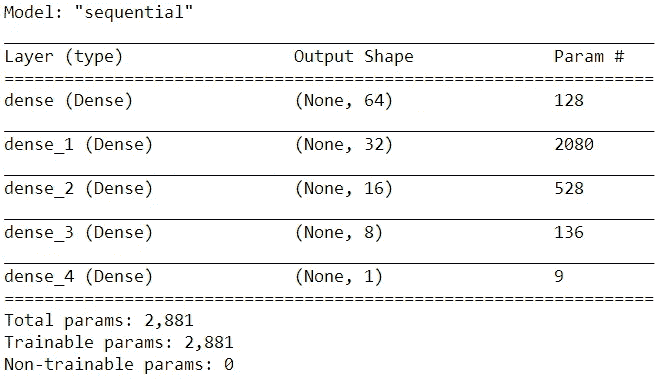 Model: "sequential"
Layer (type) Output Shape Param #
dense (Dense) (None, 64) 128
dense_1 (Dense) (None, 32) 2080
dense_2 (Dense) (None, 16) 528
dense_3 (Dense) (None, 8) 136
dense_4 (Dense) (None, 1) 9
Total params: 2,881
Trainable params: 2,881
Non-trainable params: 0